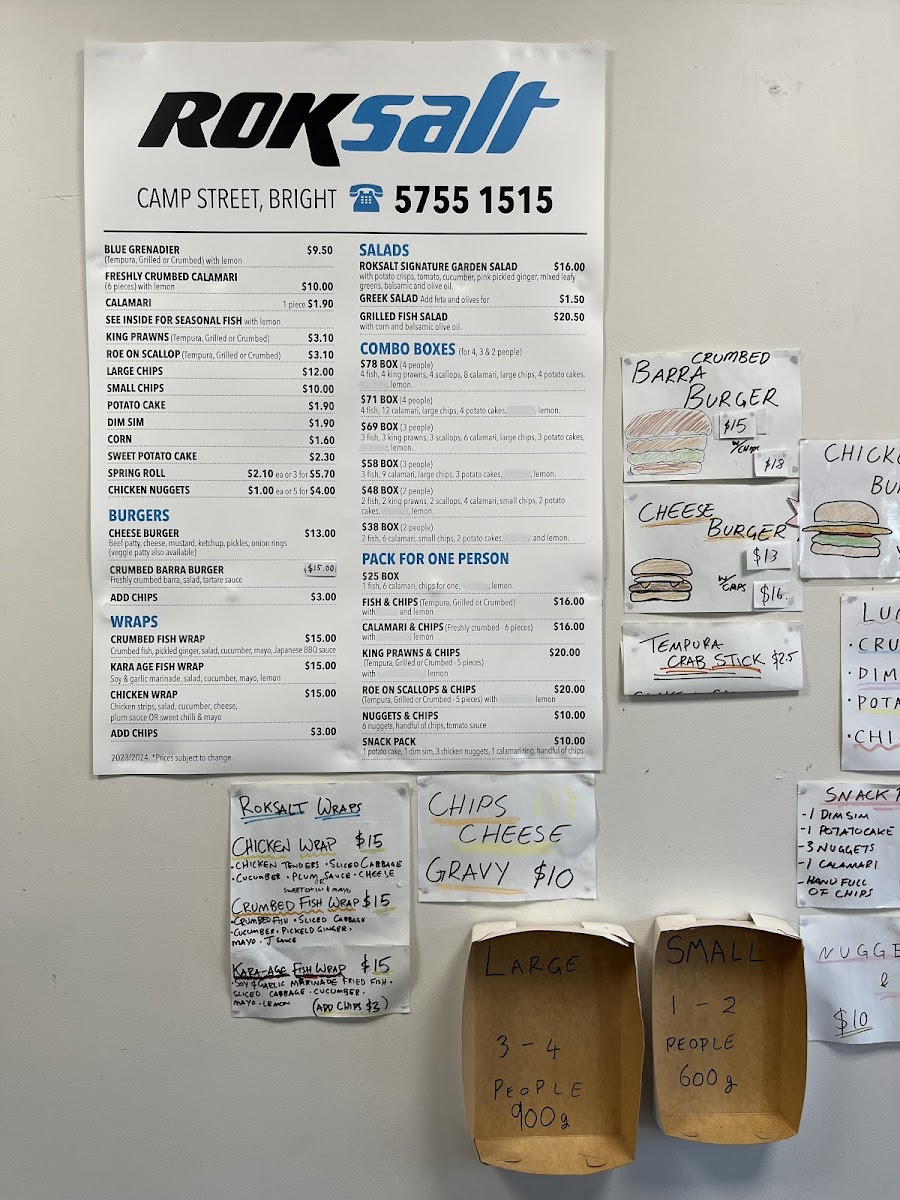 ROKsalt
CAMP STREET, BRIGHT 5755 1515
BLUE GRENADIER $9.50
(Tempura, Grilled or Crumbed) with lemon
FRESHLY CRUMBED CALAMARI
(6 pieces) with lemon $10.00
CALAMARI 1 piece $1.90
SEE INSIDE FOR SEASONAL FISH with lemon
KING PRAWNS (Tempura, Grilled or Crumbed) $3.10
ROE ON SCALLOP (Tempura, Grilled or Crumbed) $3.10
LARGE CHIPS $12.00
SMALL CHIPS $10.00
POTATO CAKE $1.90
DIM SIM $1.90
CORN $1.60
SWEET POTATO CAKE $2.30
SPRING ROLL $2.10 ea or 3 for $5.70
CHICKEN NUGGETS $1.00 ea or 5 for $4.00
BURGERS
CHEESE BURGER $13.00
Beef patty, cheese, mustard, ketchup, pickles, onion rings
(veggie patty also available)
CRUMBED BARRA BURGER $15.00
Freshly crumbed barra, salad, tartare sauce
ADD CHIPS $3.00
WRAPS
CRUMBED FISH WRAP $15.00
Crumbed fish, pickled ginger, salad, cucumber, mayo, Japanese BBQ sauce
KARA AGE FISH WRAP $15.00
Soy & garlic marinade, salad, cucumber, mayo, lemon
CHICKEN WRAP $15.00
Chicken strips, salad, cucumber, cheese,
plum sauce OR sweet chilli & mayo
ADD CHIPS $3.00
2023/2024. *Prices subject to change.
SALADS
ROKSALT SIGNATURE GARDEN SALAD $16.00
with potato crisps, tomato, cucumber, pink pickled ginger, mixed leafy
greens, balsamic and olive oil.
GREEK SALAD Add feta and olives for $1.50
GRILLED FISH SALAD $20.50
with corn and balsamic olive oil.
COMBO BOXES (for 4, 3 & 2 people)
$78 BOX (4 people)
4 fish, 4 king prawns, 4 scallops, 8 calamari, large chips, 4 potato cakes,
lemon.
$71 BOX (4 people)
4 fish, 12 calamari, large chips, 4 potato cakes, lemon.
$69 BOX (3 people)
3 fish, 3 king prawns, 3 scallops, 6 calamari, large chips, 3 potato cakes,
lemon.
$58 BOX (3 people)
3 fish, 9 calamari, large chips, 3 potato cakes, lemon.
$48 BOX (2 people)
2 fish, 2 king prawns, 2 scallops, 4 calamari, small chips, 2 potato
cakes, lemon.
$38 BOX (2 people)
2 fish, 6 calamari, small chips, 2 potato cakes, and lemon.
PACK FOR ONE PERSON
$25 BOX
1 fish, 6 calamari, chips for one, lemon.
FISH & CHIPS (Tempura, Grilled or Crumbed) $16.00
with and lemon
CALAMARI & CHIPS (Freshly crumbed - 6 pieces) $16.00
with lemon
KING PRAWNS & CHIPS $20.00
(Tempura, Grilled or Crumbed - 5 pieces)
with lemon
ROE ON SCALLOPS & CHIPS $20.00
(Tempura, Grilled or Crumbed - 5 pieces) with lemon
NUGGETS & CHIPS $10.00
6 nuggets, handful of chips, tomato sauce
SNACK PACK $10.00
1 potato cake, 1 dim sim, 3 chicken nuggets, 1 calamari ring, handful of chips
CRUMBED
BARRA
BURGER
$15
W/CHIPS
$18
CHEESE
BURGER
$13
W/
CHIPS
$16.
TEMPURA
CRAB STICK $2.5
CHICK
BU
LU
• CRU
• DIM
• POTA
• CHI
SNACK
- 1 DIMSIM
- 1 POTATOCAKE
- 3 NUGGETS
- 1 CALAMARI
- HAND FULL
OF CHIPS
NUGGE
&
$10
ROKSALT WRAPS
CHICKEN WRAP $15
• CHICKEN TENDERS • SLICED CABBAGE
• CUCUMBER • PLUM SAUCE • CHEESE
OR
SWEET CHILI & MAYO
CRUMBED FISH WRAP $15
• CRUMBED FISH • SLICED CABBAGE
• CUCUMBER • PICKELD GINGER •
MAYO • J SAUCE
KARA-AGE FISH WRAP $15
• SOY & GARLIC MARINADE FRIED FISH •
SLICED CABBAGE • CUCUMBER •
MAYO • LEMON (ADD CHIPS $3)
CHIPS
CHEESE
GRAVY $10
LARGE
3 - 4
PEOPLE
900g
SMALL
1 - 2
PEOPLE
600g